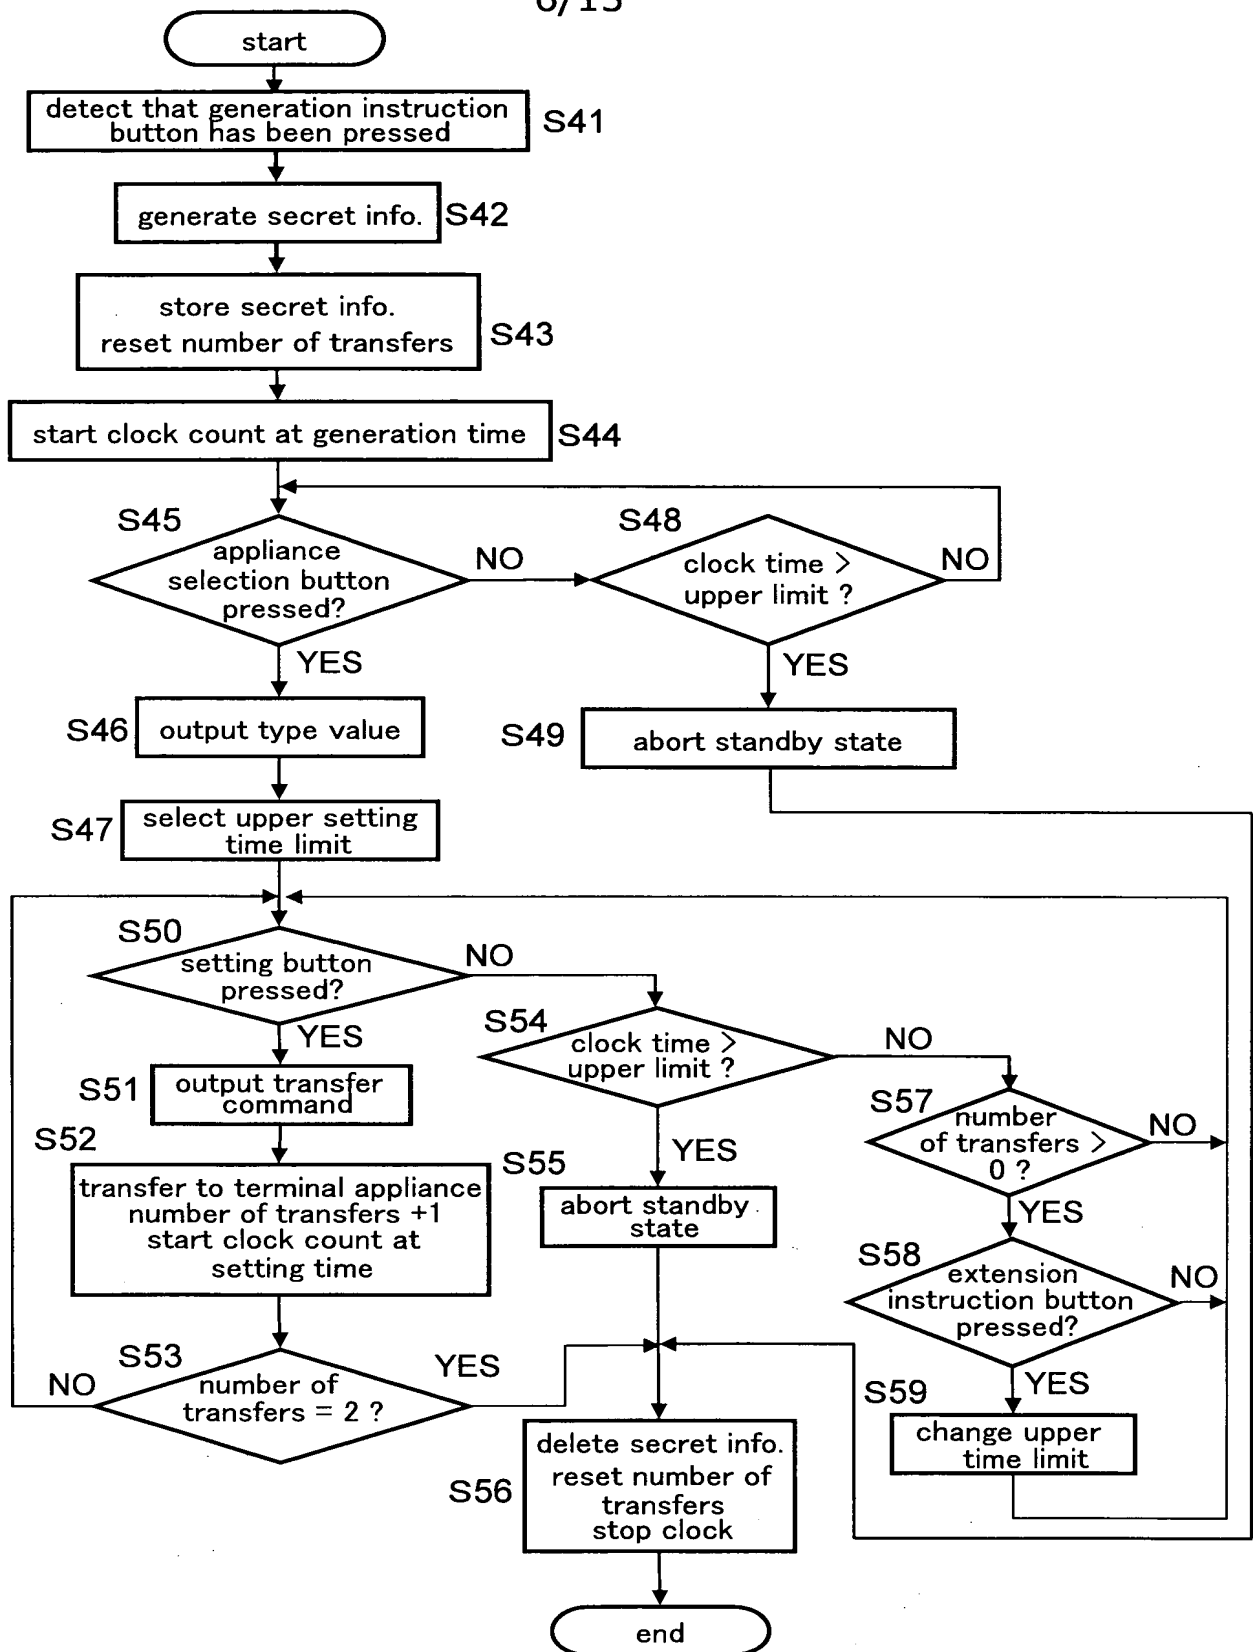 6/15
start
detect that generation instruction
button has been pressed
S41
generate secret info.
S42
store secret info.
reset number of transfers
S43
start clock count at generation time
S44
S45
appliance
selection button
pressed?
NO
YES
S48
clock time >
upper limit ?
NO
YES
S46
output type value
S49
abort standby state
S47
select upper setting
time limit
S50
setting button
pressed?
NO
YES
S54
clock time >
upper limit ?
NO
YES
S51
output transfer
command
S57
number
of transfers >
0 ?
NO
YES
S52
transfer to terminal appliance
number of transfers +1
start clock count at
setting time
S55
abort standby
state
S58
extension
instruction button
pressed?
NO
YES
S53
number of
transfers = 2 ?
NO
YES
S59
change upper
time limit
S56
delete secret info.
reset number of
transfers
stop clock
end